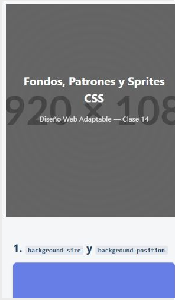 Fondos, Patrones y Sprites
CSS
920 × 108
Diseño Web Adaptable — Clase 14
1. background-size y background-position